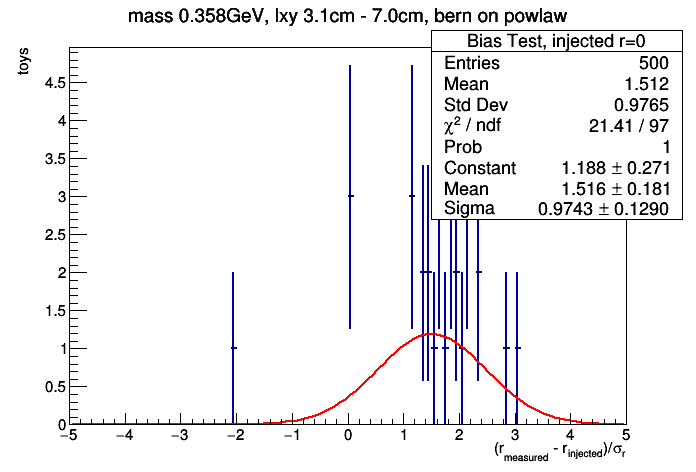 mass 0.358GeV, lxy 3.1cm - 7.0cm, bern on powlaw
Bias Test, injected r=0
Entries 500
Mean 1.512
Std Dev 0.9765
χ² / ndf 21.41 / 97
Prob 1
Constant 1.188 ± 0.271
Mean 1.516 ± 0.181
Sigma 0.9743 ± 0.1290
toys
4.5
4
3.5
3
2.5
2
1.5
1
0.5
0
−5 −4 −3 −2 −1 0 1 2 3 4 5
(r_measured - r_injected)/σ_r